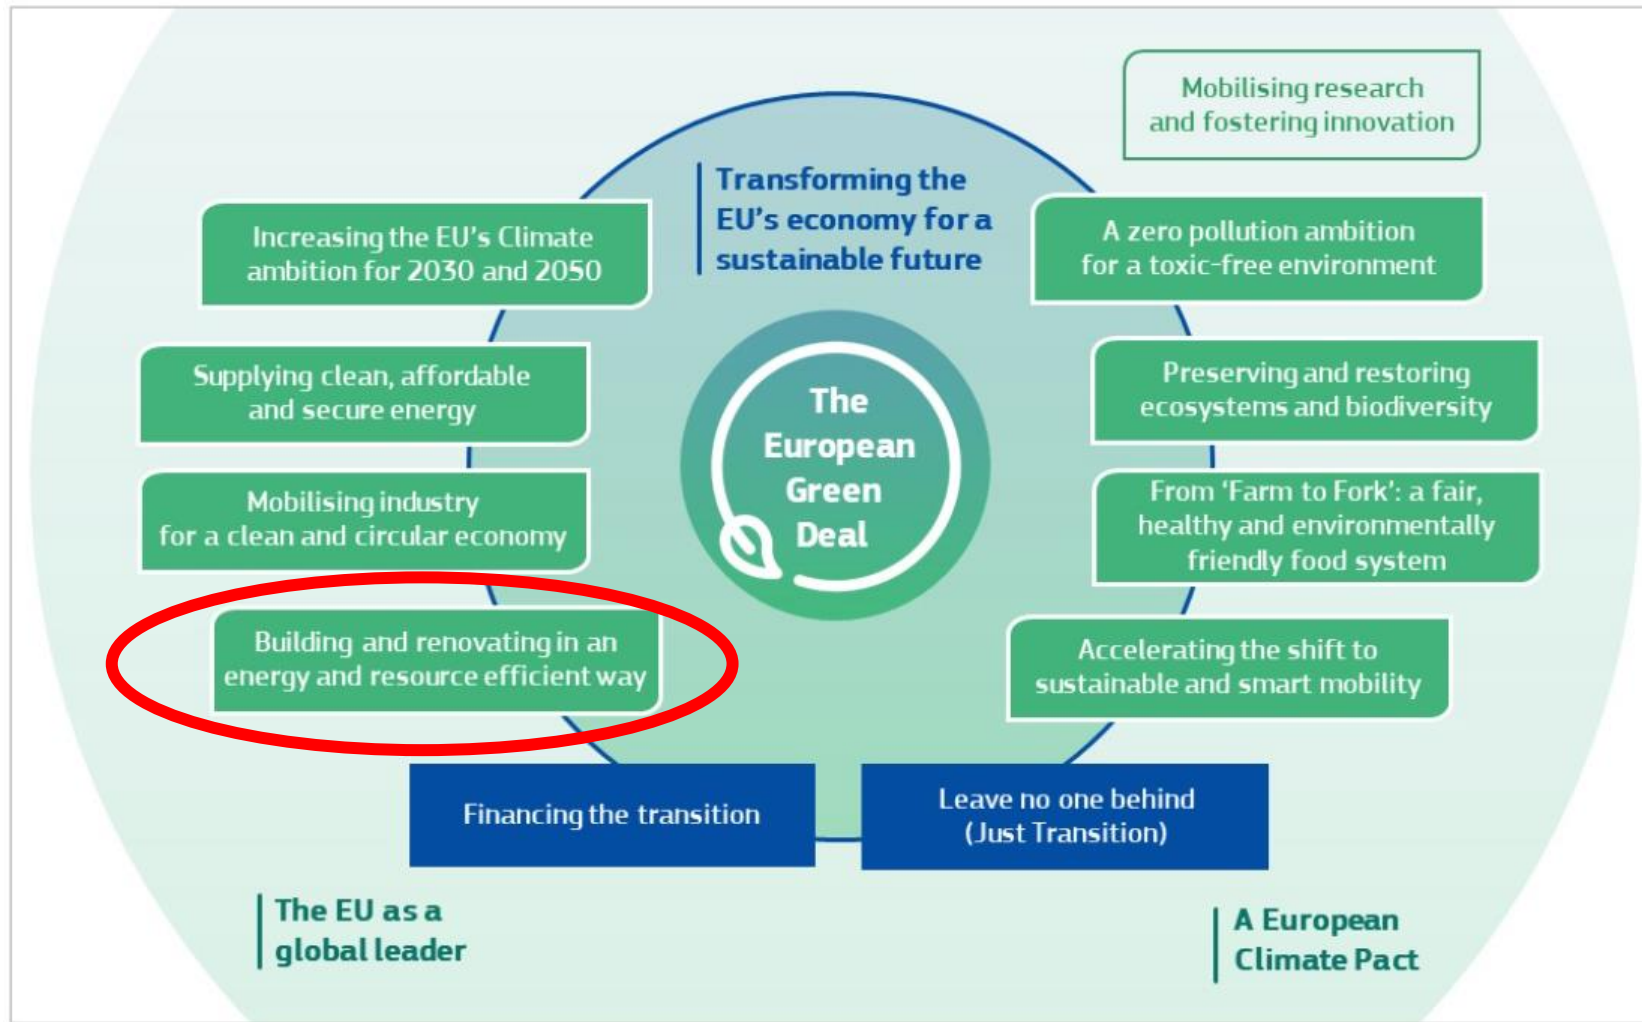 Mobilising research
and fostering innovation
Transforming the
EU's economy for a
sustainable future
Increasing the EU's Climate
ambition for 2030 and 2050
A zero pollution ambition
for a toxic-free environment
Supplying clean, affordable
and secure energy
Preserving and restoring
ecosystems and biodiversity
The
European
Green
Deal
Mobilising industry
for a clean and circular economy
From ‘Farm to Fork’: a fair,
healthy and environmentally
friendly food system
Building and renovating in an
energy and resource efficient way
Accelerating the shift to
sustainable and smart mobility
Financing the transition
Leave no one behind
(Just Transition)
The EU as a
global leader
A European
Climate Pact